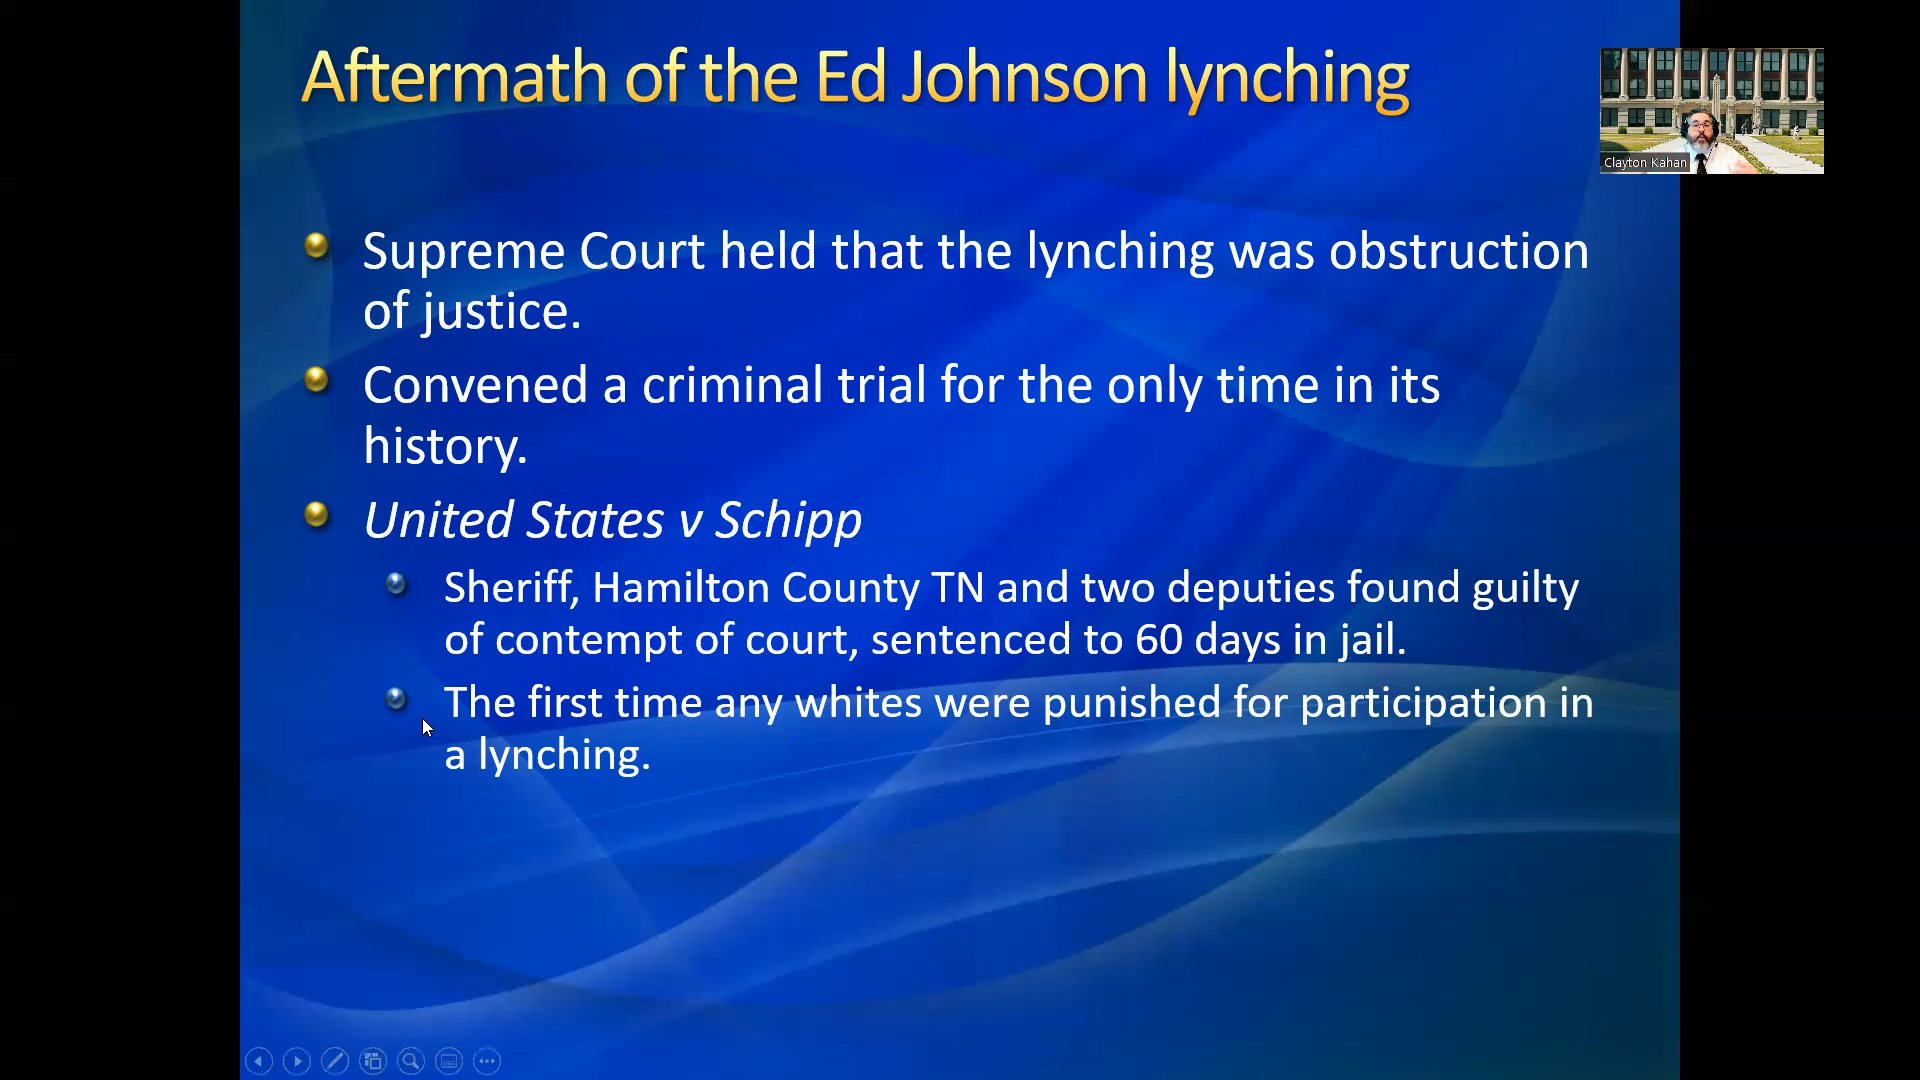 Aftermath of the Ed Johnson lynching
Clayton Kahan
Supreme Court held that the lynching was obstruction
of justice.
Convened a criminal trial for the only time in its
history.
United States v Schipp
Sheriff, Hamilton County TN and two deputies found guilty
of contempt of court, sentenced to 60 days in jail.
The first time any whites were punished for participation in
a lynching.